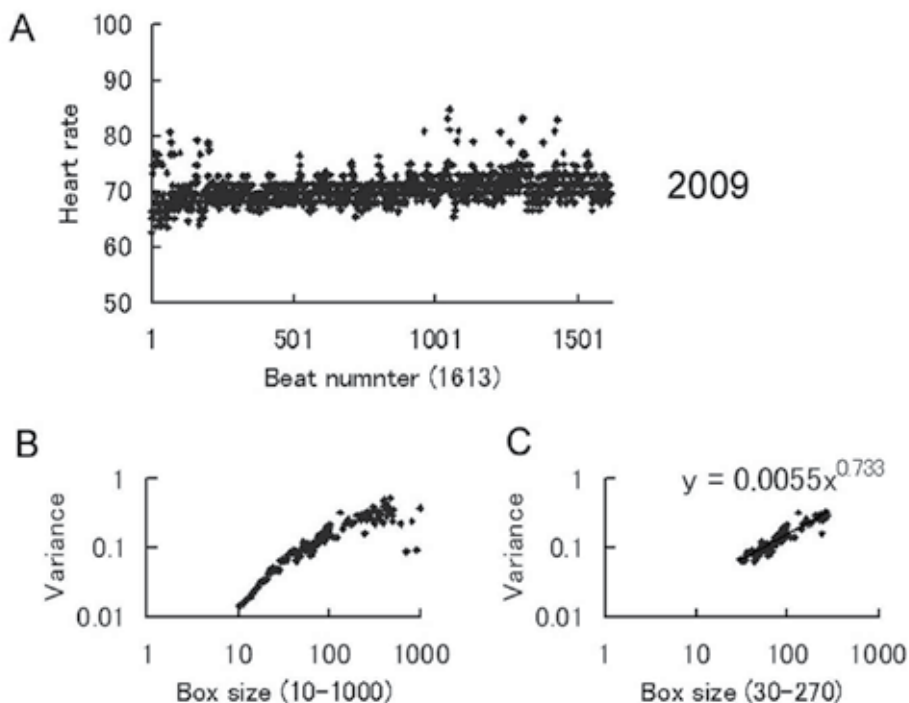 A
100
90
80
70
60
50
Heart rate
1 501 1001 1501
Beat numnter (1613)
2009
B
1
0.1
0.01
Variance
1 10 100 1000
Box size (10-1000)
C
y = 0.0055x^0.733
1
0.1
0.01
Variance
1 10 100 1000
Box size (30-270)